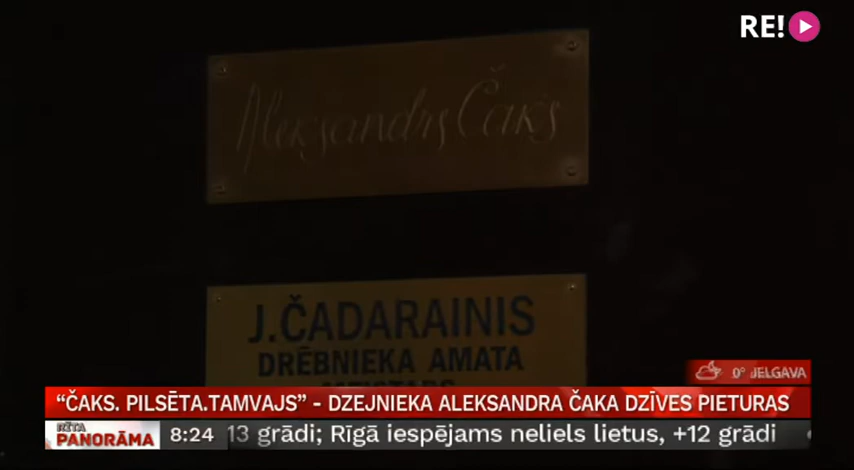 RE!
Aleksandrs Čaks
J.ČADARAINIS
DRĒBNIEKA AMATA
MEISTARS
0° JELGAVA
“ČAKS. PILSĒTA.TAMVAJS” - DZEJNIEKA ALEKSANDRA ČAKA DZĪVES PIETURAS
RĪTA
PANORĀMA
8:24
13 grādi; Rīgā iespējams neliels lietus, +12 grādi